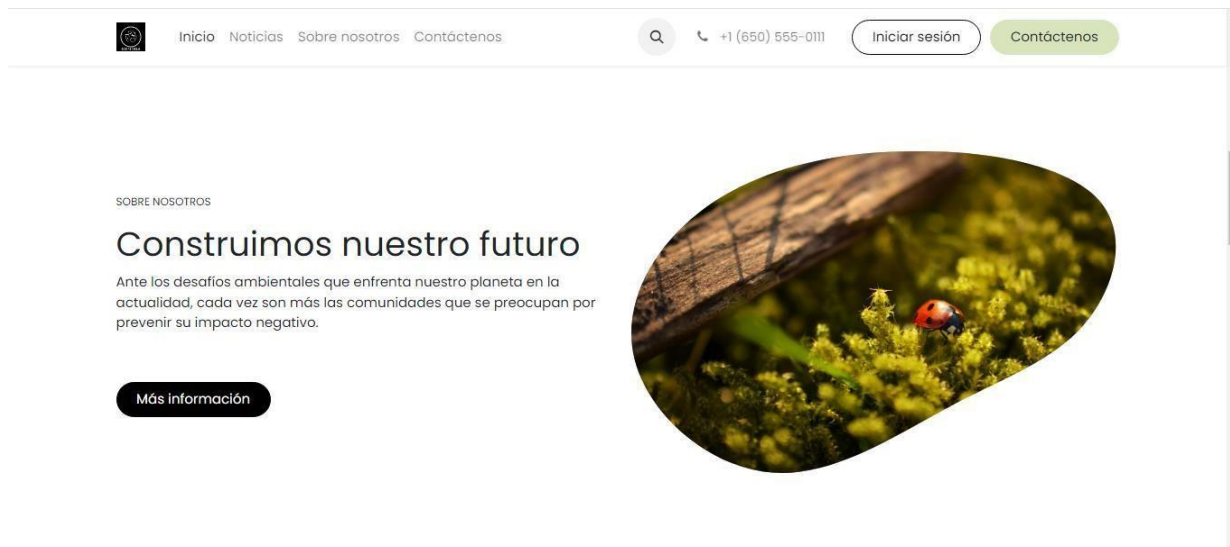 Inicio Noticias Sobre nosotros Contáctenos +1 (650) 555-0111 Iniciar sesión Contáctenos
SOBRE NOSOTROS
Construimos nuestro futuro
Ante los desafíos ambientales que enfrenta nuestro planeta en la
actualidad, cada vez son más las comunidades que se preocupan por
prevenir su impacto negativo.
Más información